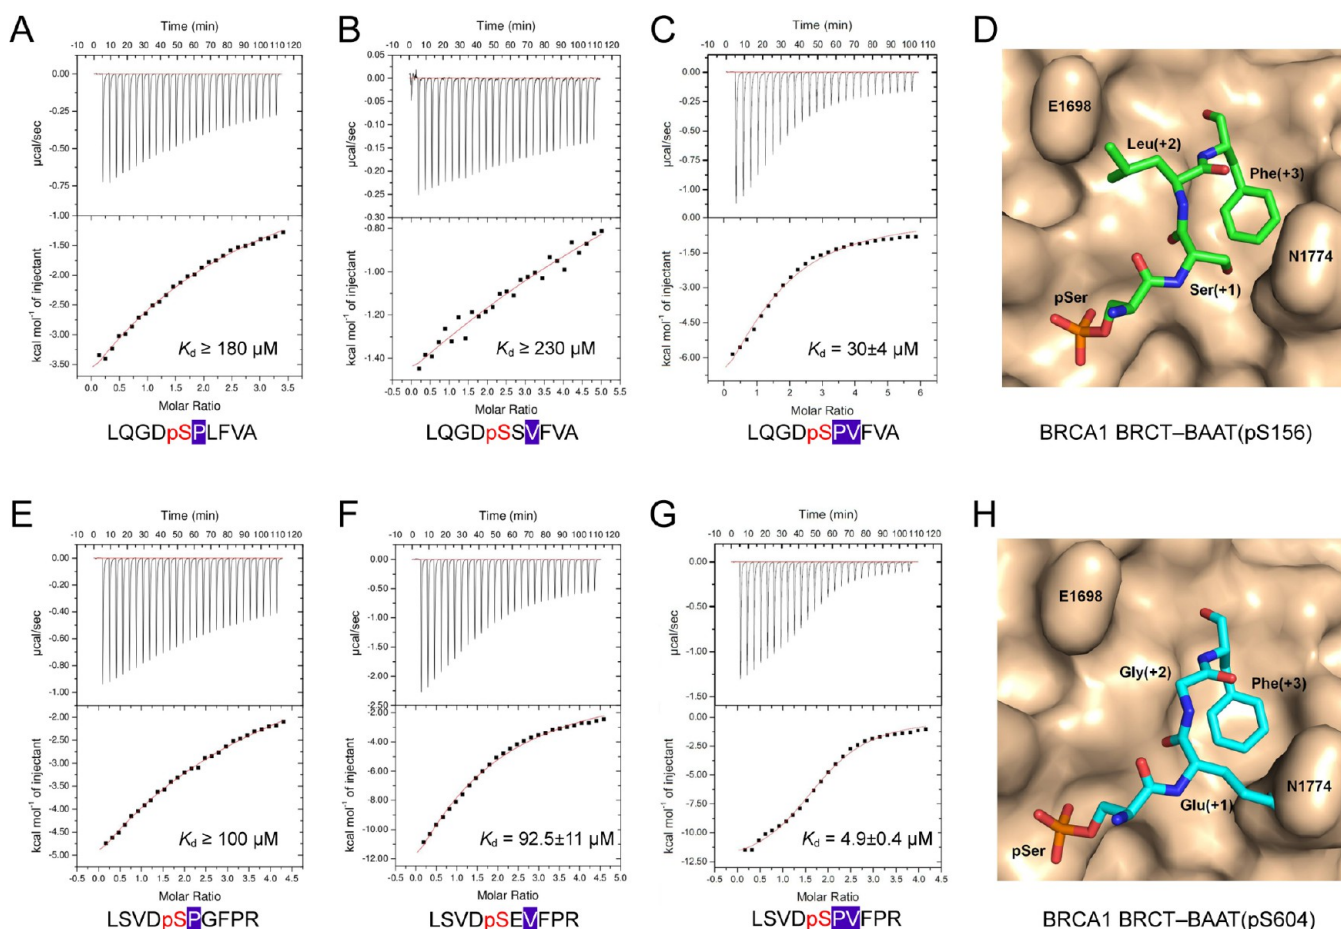 A
Time (min)
-10 0 10 20 30 40 50 60 70 80 90 100 110 120
0.00
-0.25
-0.50
-0.75
-1.00
µcal/sec
-1.50
-2.00
-2.50
-3.00
-3.50
kcal mol⁻¹ of injectant
Kd ≥ 180 µM
0.0 0.5 1.0 1.5 2.0 2.5 3.0 3.5
Molar Ratio
LQGDpSPLFVA
B
Time (min)
-10 0 10 20 30 40 50 60 70 80 90 100 110 120
0.05
0.00
-0.05
-0.10
-0.15
-0.20
-0.25
-0.30
µcal/sec
-0.80
-1.00
-1.20
-1.40
kcal mol⁻¹ of injectant
Kd ≥ 230 µM
-0.5 0.0 0.5 1.0 1.5 2.0 2.5 3.0 3.5 4.0 4.5 5.0 5.5
Molar Ratio
LQGDpSSVFVA
C
Time (min)
-10 0 10 20 30 40 50 60 70 80 90 100 110
0.00
-0.25
-0.50
-0.75
-1.00
µcal/sec
0.00
-1.50
-3.00
-4.50
-6.00
kcal mol⁻¹ of injectant
Kd = 30±4 µM
0 1 2 3 4 5 6
Molar Ratio
LQGDpSPVFVA
D
E1698
Leu(+2)
Phe(+3)
N1774
pSer
Ser(+1)
BRCA1 BRCT–BAAT(pS156)
E
Time (min)
-10 0 10 20 30 40 50 60 70 80 90 100 110 120
0.00
-0.20
-0.40
-0.60
-0.80
-1.00
µcal/sec
-2.00
-2.50
-3.00
-3.50
-4.00
-4.50
-5.00
kcal mol⁻¹ of injectant
Kd ≥ 100 µM
0.0 0.5 1.0 1.5 2.0 2.5 3.0 3.5 4.0 4.5
Molar Ratio
LSVDpSPGFPR
F
Time (min)
-10 0 10 20 30 40 50 60 70 80 90 100 110 120
0.00
-0.50
-1.00
-1.50
-2.00
-2.50
µcal/sec
-2.00
-4.00
-6.00
-8.00
-10.00
-12.00
kcal mol⁻¹ of injectant
Kd = 92.5±11 µM
0.0 0.5 1.0 1.5 2.0 2.5 3.0 3.5 4.0 4.5 5.0
Molar Ratio
LSVDpSEVFPR
G
Time (min)
-10 0 10 20 30 40 50 60 70 80 90 100 110 120
0.00
-0.50
-1.00
-1.50
µcal/sec
0.00
-2.50
-5.00
-7.50
-10.00
-12.50
kcal mol⁻¹ of injectant
Kd = 4.9±0.4 µM
-0.5 0.0 0.5 1.0 1.5 2.0 2.5 3.0 3.5 4.0 4.5
Molar Ratio
LSVDpSPVFPR
H
E1698
Gly(+2)
Phe(+3)
N1774
Glu(+1)
pSer
BRCA1 BRCT–BAAT(pS604)